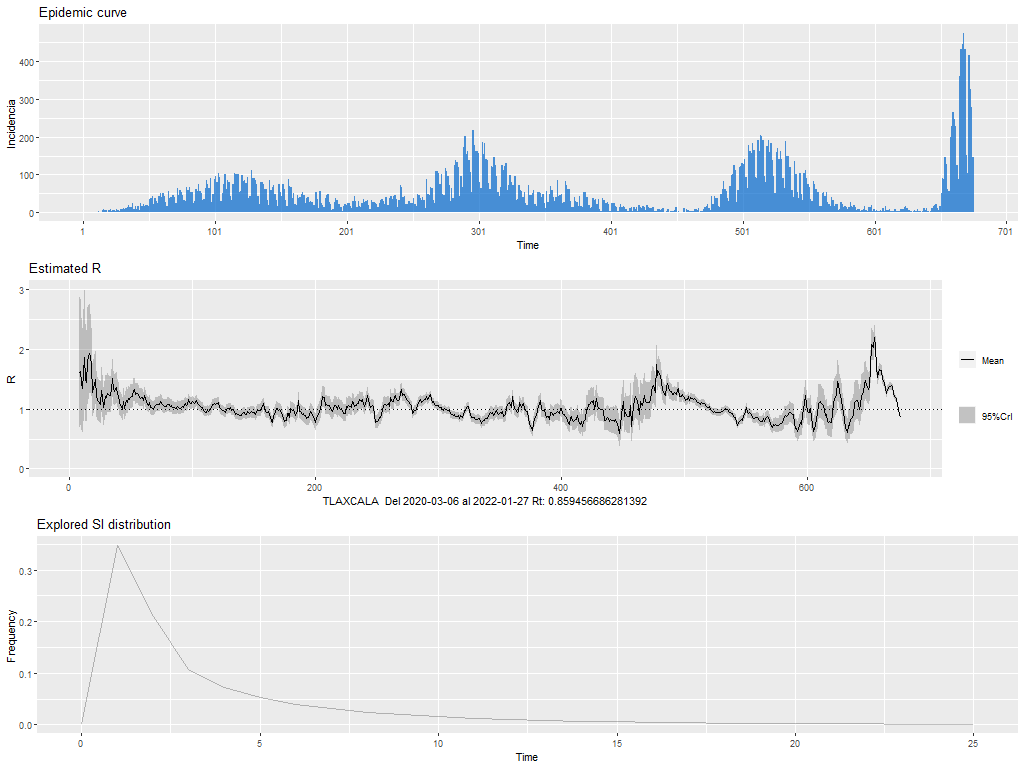 Epidemic curve
400
300
200
100
0
Incidencia
1
101
201
301
401
501
601
701
Time
Estimated R
3
2
1
0
R
Mean
95%CrI
0
200
400
600
TLAXCALA Del 2020-03-06 al 2022-01-27 Rt: 0.859456686281392
Explored SI distribution
0.3
0.2
0.1
0.0
Frequency
0
5
10
15
20
25
Time